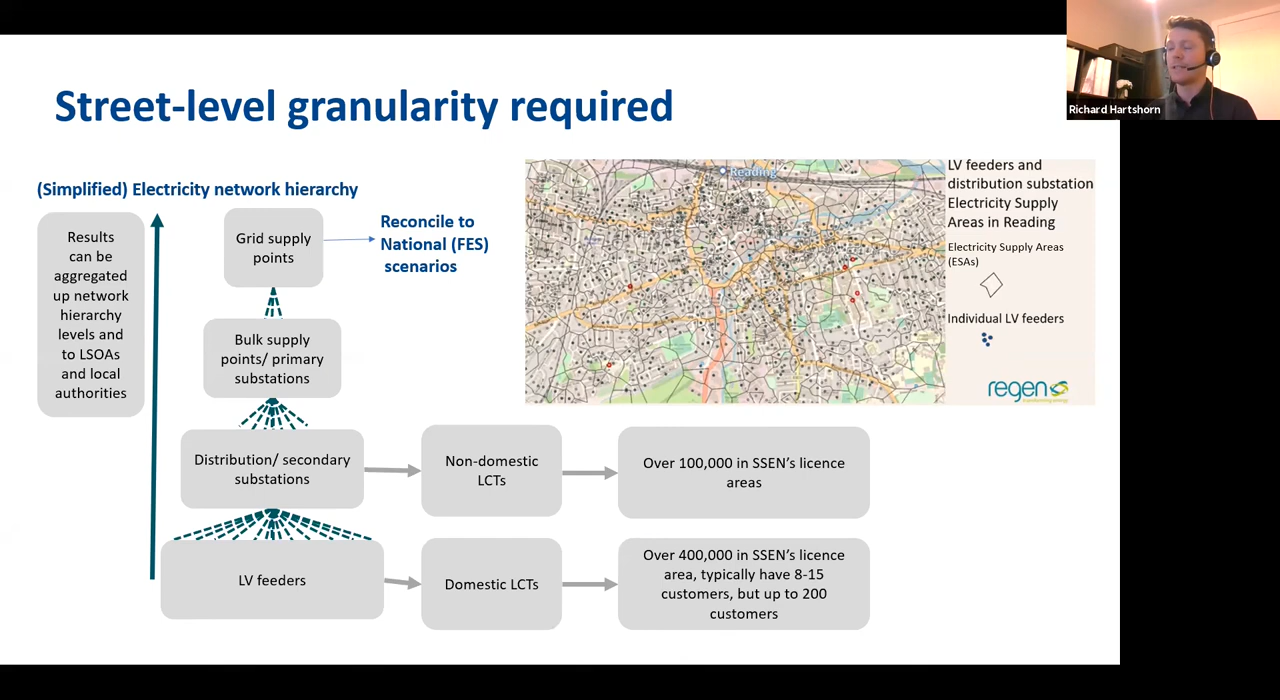 Street-level granularity required
(Simplified) Electricity network hierarchy
Results
can be
aggregated
up network
hierarchy
levels and
to LSOAs
and local
authorities
Grid supply
points
Reconcile to
National (FES)
scenarios
Bulk supply
points/ primary
substations
Distribution/ secondary
substations
Non-domestic
LCTs
Over 100,000 in SSEN's licence
areas
LV feeders
Domestic LCTs
Over 400,000 in SSEN's licence
area, typically have 8-15
customers, but up to 200
customers
Reading
LV feeders and
distribution substation
Electricity Supply
Areas in Reading
Electricity Supply Areas
(ESAs)
Individual LV feeders
regen
Richard Hartshorn